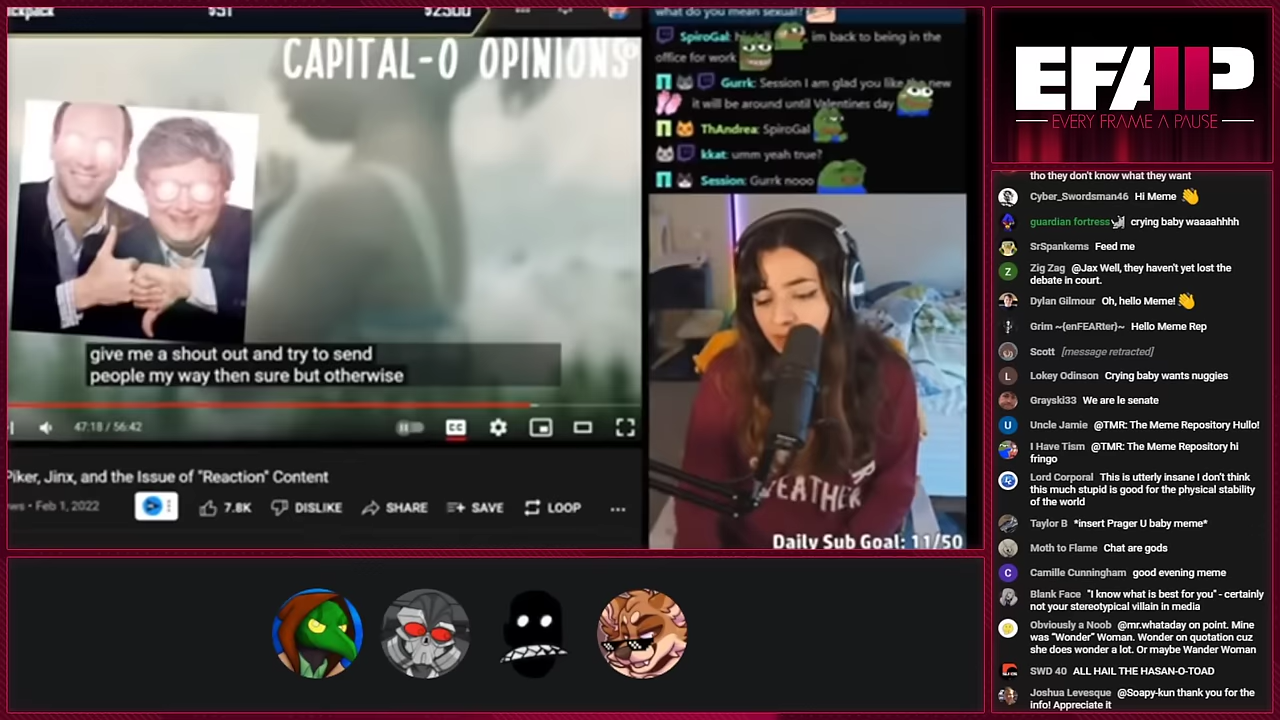 $51
$2500
CAPITAL-O OPINIONS
give me a shout out and try to send
people my way then sure but otherwise
47:18 / 56:42
CC
Piker, Jinx, and the Issue of "Reaction" Content
• Feb 1, 2022
7.8K
DISLIKE
SHARE
SAVE
LOOP
what do you mean sexual?
SpiroGal:
im back to being in the
office for work
Gurrk: Session I am glad you like the new
it will be around until Valentines day
ThAndrea: SpiroGal
kkat: umm yeah true?
Session: Gurrk nooo
WEATHER
Daily Sub Goal: 11/50
EFAP
EVERY FRAME A PAUSE
tho they don't know what they want
Cyber_Swordsman46 Hi Meme 👋
guardian fortress crying baby waaaahhhh
SrSpankems Feed me
Z
Zig Zag @Jax Well, they haven't yet lost the
debate in court.
Dylan Gilmour Oh, hello Meme! 👋
Grim ~{enFEARter}~ Hello Meme Rep
Scott [message retracted]
L
Lokey Odinson Crying baby wants nuggies
Grayski33 We are le senate
U
Uncle Jamie @TMR: The Meme Repository Hullo!
I Have Tism @TMR: The Meme Repository hi
fringo
Lord Corporal This is utterly insane I don't think
this much stupid is good for the physical stability
of the world
Taylor B *insert Prager U baby meme*
Moth to Flame Chat are gods
C
Camille Cunningham good evening meme
Blank Face "I know what is best for you" - certainly
not your stereotypical villain in media
Obviously a Noob @mr.whataday on point. Mine
was "Wonder" Woman. Wonder on quotation cuz
she does wonder a lot. Or maybe Wander Woman
SWD 40 ALL HAIL THE HASAN-O-TOAD
Joshua Levesque @Soapy-kun thank you for the
info! Appreciate it